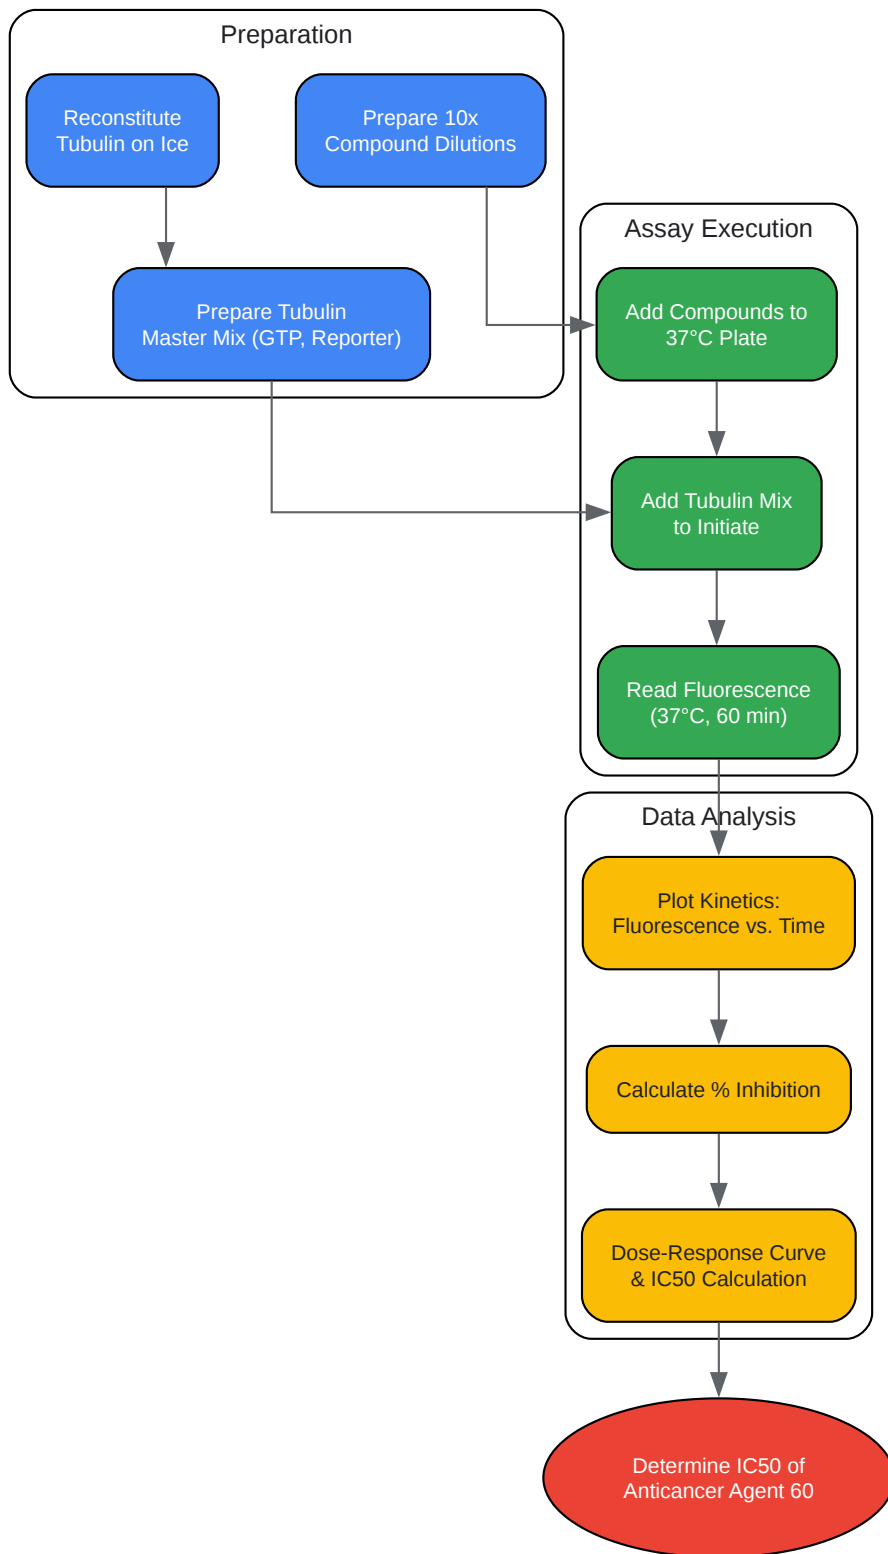 Preparation
Reconstitute
Tubulin on Ice
Prepare 10x
Compound Dilutions
Prepare Tubulin
Master Mix (GTP, Reporter)
Assay Execution
Add Compounds to
37°C Plate
Add Tubulin Mix
to Initiate
Read Fluorescence
(37°C, 60 min)
Data Analysis
Plot Kinetics:
Fluorescence vs. Time
Calculate % Inhibition
Dose-Response Curve
& IC50 Calculation
Determine IC50 of
Anticancer Agent 60